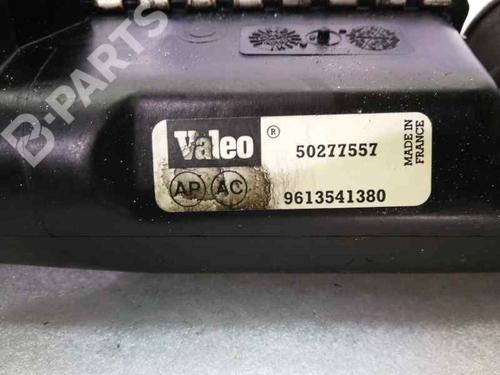 B-PARTS
Valeo ® 50277557
AP AC 9613541380
MADE IN
FRANCE